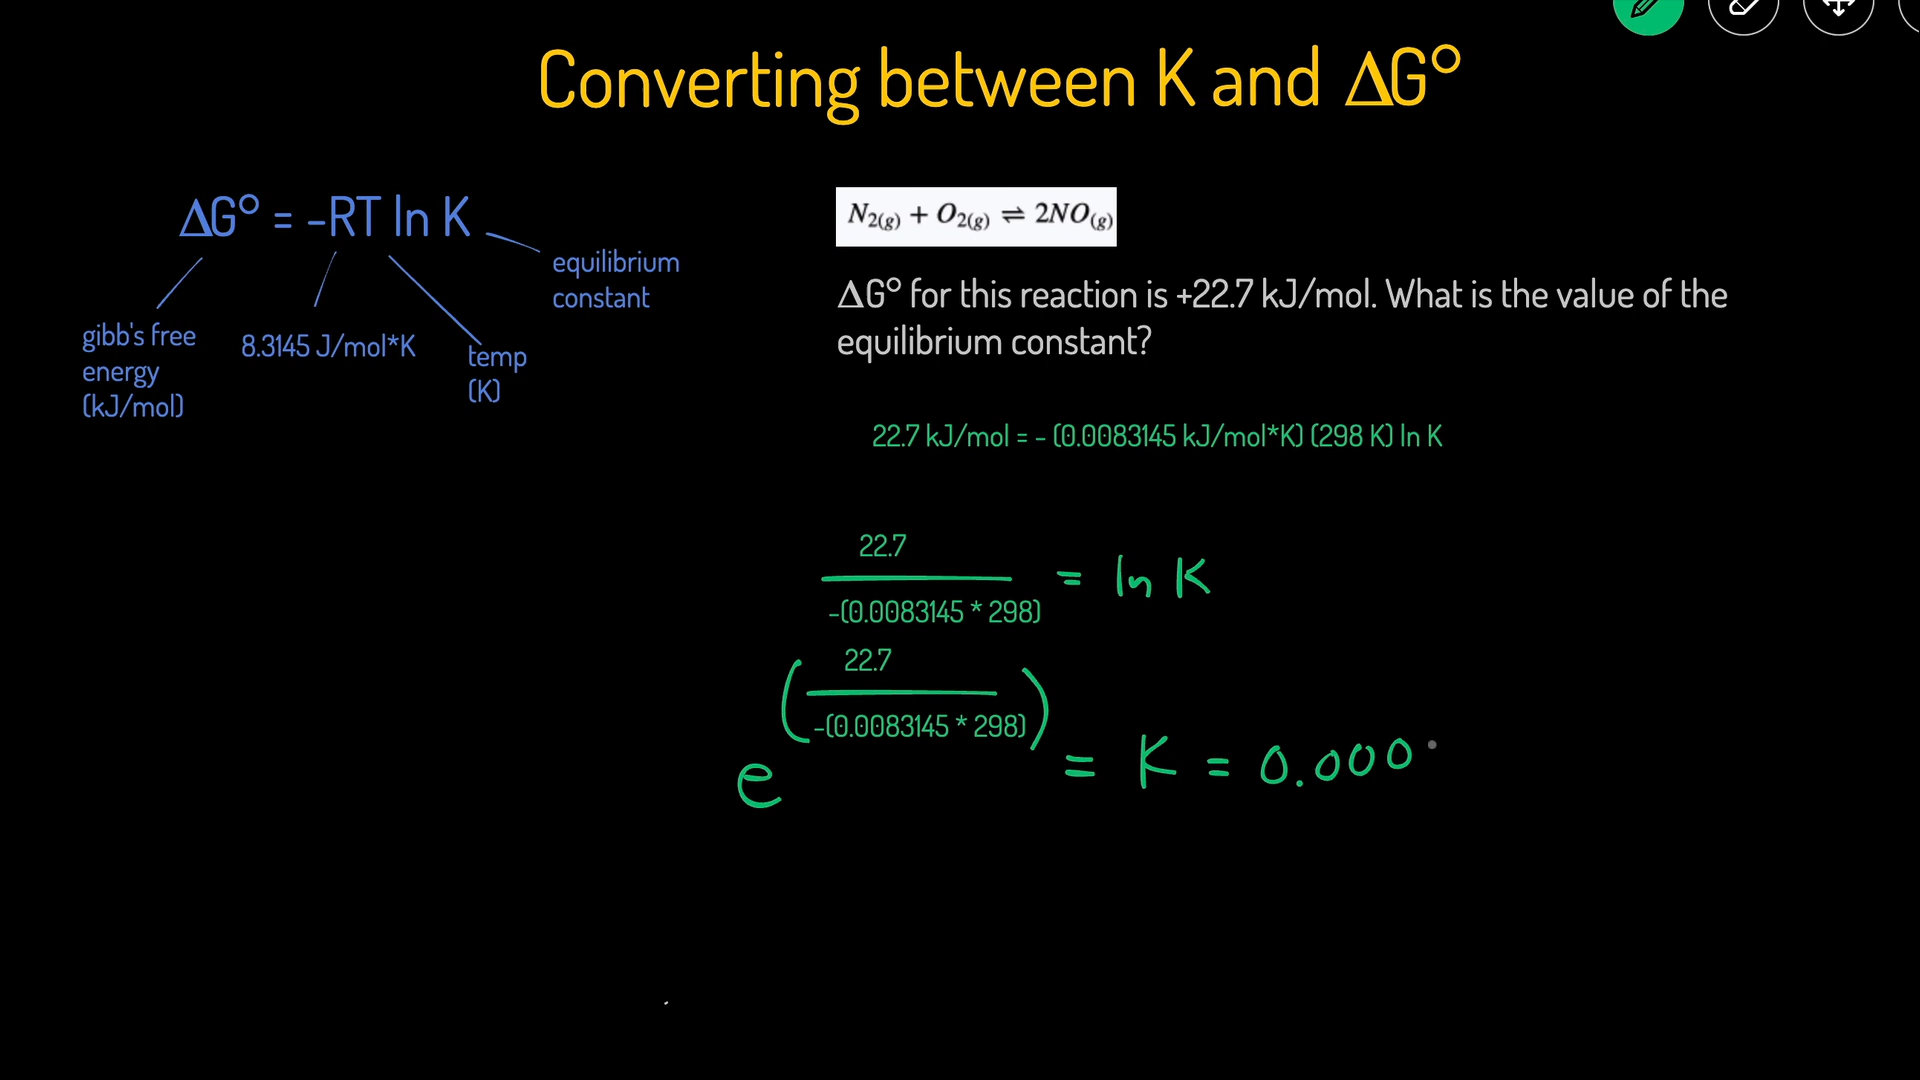 Converting between K and ΔG°
ΔG° = -RT ln K
equilibrium
constant
gibb's free
energy
(kJ/mol)
8.3145 J/mol*K
temp
(K)
N2(g) + O2(g) ⇌ 2NO(g)
ΔG° for this reaction is +22.7 kJ/mol. What is the value of the
equilibrium constant?
22.7 kJ/mol = - (0.0083145 kJ/mol*K) (298 K) ln K
22.7
= ln K
-(0.0083145 * 298)
22.7
-(0.0083145 * 298)
e = K = 0.000